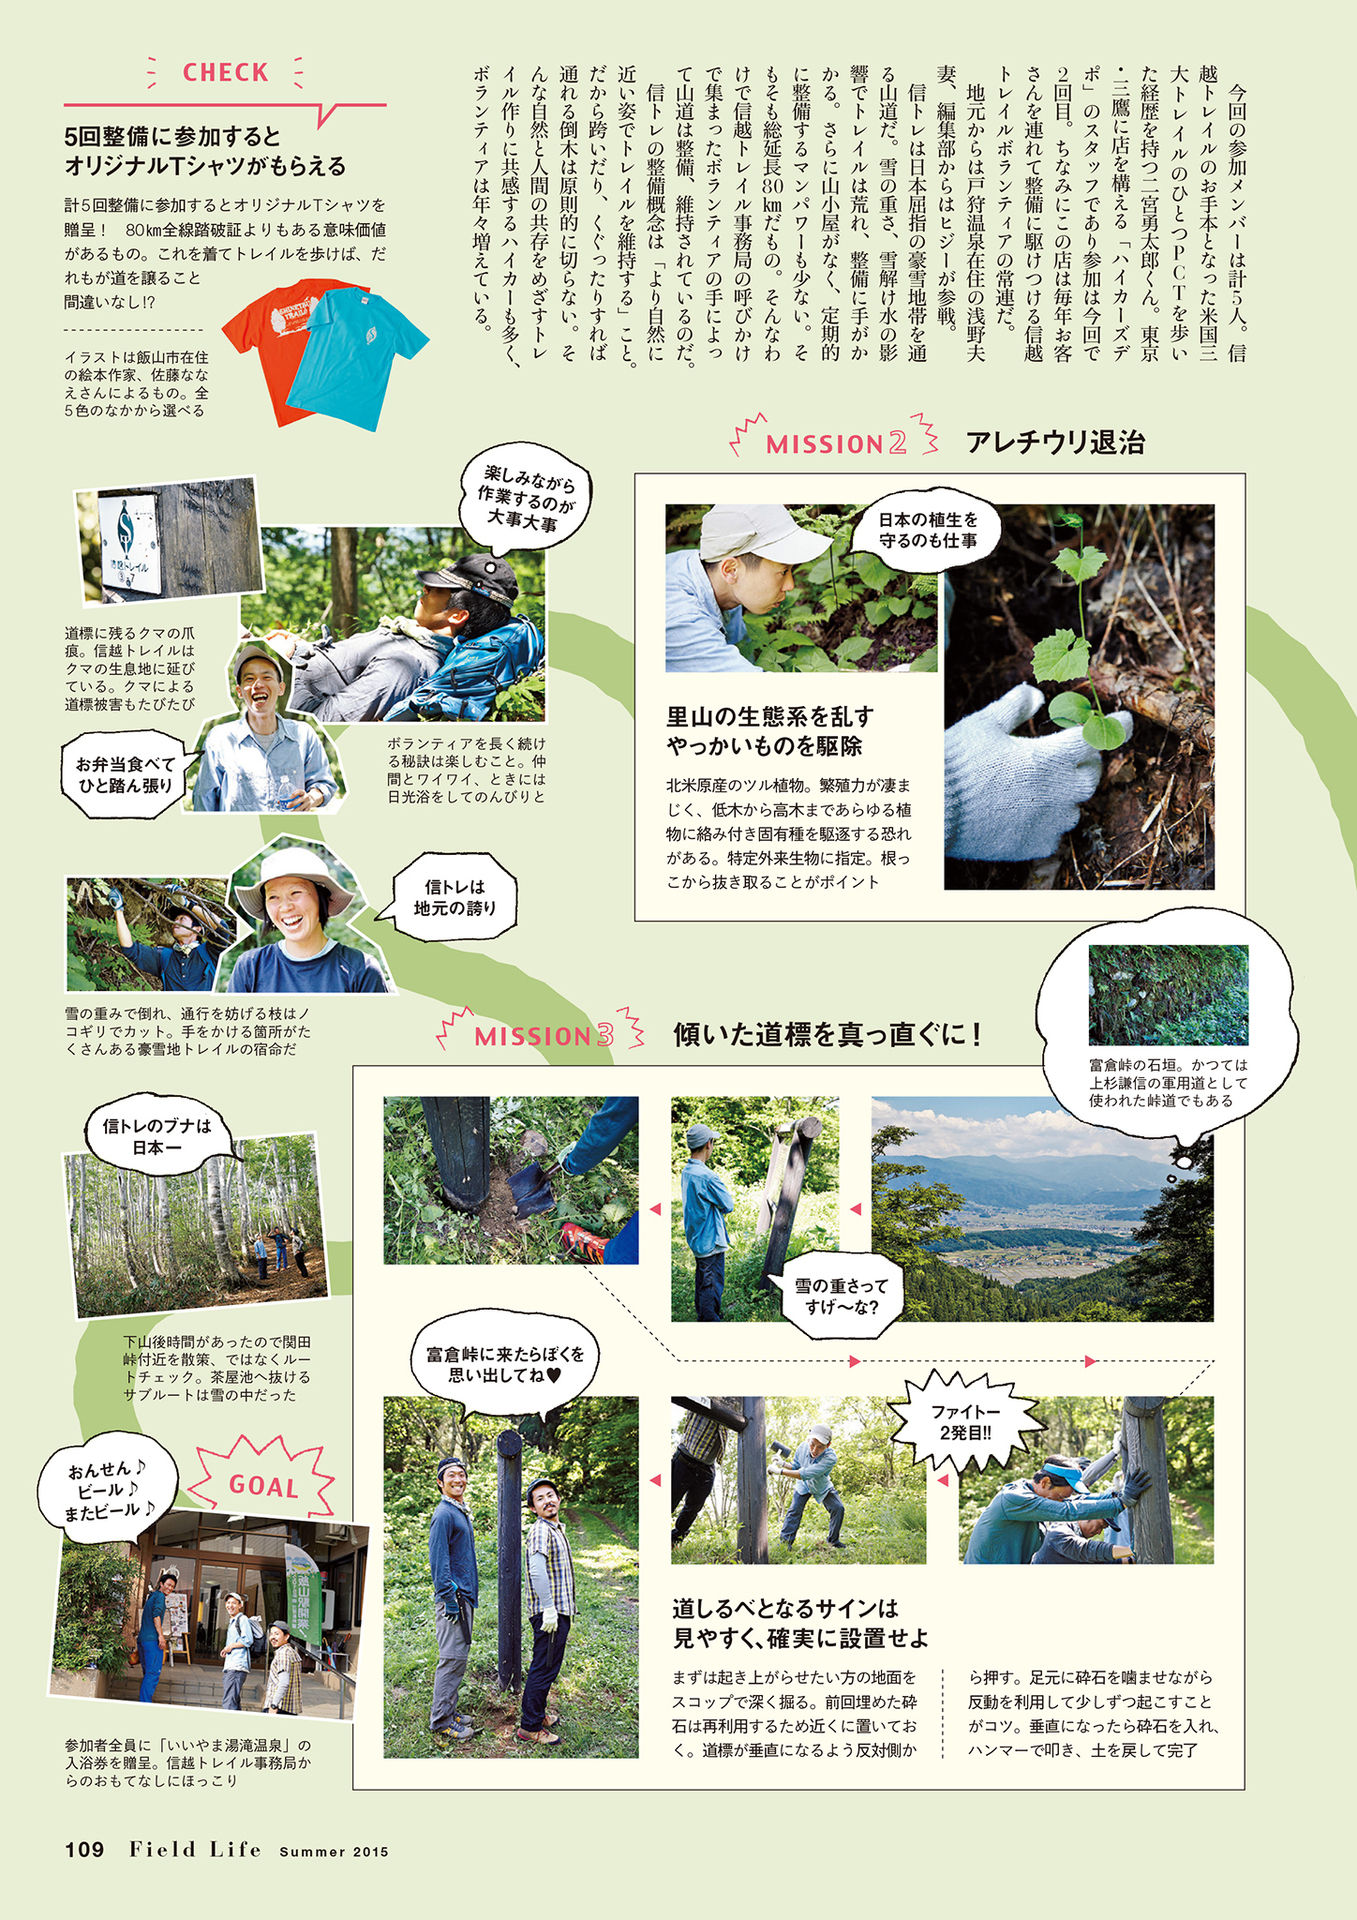 今回の参加メンバーは計5人。信
越トレイルのお手本となった米国三
大トレイルのひとつPCTを歩い
た経歴を持つ二宮勇太郎くん。東京
・三鷹に店を構える「ハイカーズデ
ポ」のスタッフであり参加は今回で
2回目。ちなみにこの店は毎年お客
さんを連れて整備に駆けつける信越
トレイルボランティアの常連だ。
地元からは戸狩温泉在住の浅野夫
妻、編集部からはヒジーが参戦。
信トレは日本屈指の豪雪地帯を通
る山道だ。雪の重さ、雪解け水の影
響でトレイルは荒れ、整備に手がか
かる。さらに山小屋がなく、定期的
に整備するマンパワーも少ない。そ
もそも総延長80㎞だもの。そんなわ
けで信越トレイル事務局の呼びかけ
で集まったボランティアの手によっ
て山道は整備、維持されているのだ。
信トレの整備概念は「より自然に
近い姿でトレイルを維持する」こと。
だから跨いだり、くぐったりすれば
通れる倒木は原則的に切らない。そ
んな自然と人間の共存をめざすトレ
イル作りに共感するハイカーも多く、
ボランティアは年々増えている。
CHECK
5回整備に参加すると
オリジナルTシャツがもらえる
計5回整備に参加するとオリジナルTシャツを
贈呈！　80㎞全線踏破証よりもある意味価値
があるもの。これを着てトレイルを歩けば、だ
れもが道を譲ること
間違いなし!?
イラストは飯山市在住
の絵本作家、佐藤なな
えさんによるもの。全
5色のなかから選べる
SHINETSU
TRAIL
楽しみながら
作業するのが
大事大事
道標に残るクマの爪
痕。信越トレイルは
クマの生息地に延び
ている。クマによる
道標被害もたびたび
お弁当食べて
ひと踏ん張り
ボランティアを長く続け
る秘訣は楽しむこと。仲
間とワイワイ、ときには
日光浴をしてのんびりと
信トレは
地元の誇り
雪の重みで倒れ、通行を妨げる枝はノ
コギリでカット。手をかける箇所がた
くさんある豪雪地トレイルの宿命だ
MISSION2
アレチウリ退治
日本の植生を
守るのも仕事
里山の生態系を乱す
やっかいものを駆除
北米原産のツル植物。繁殖力が凄ま
じく、低木から高木まであらゆる植
物に絡み付き固有種を駆逐する恐れ
がある。特定外来生物に指定。根っ
こから抜き取ることがポイント
MISSION3
傾いた道標を真っ直ぐに！
富倉峠の石垣。かつては
上杉謙信の軍用道として
使われた峠道でもある
雪の重さって
すげ〜な？
ファイトー
2発目!!
富倉峠に来たらぼくを
思い出してね♥
道しるべとなるサインは
見やすく、確実に設置せよ
まずは起き上がらせたい方の地面を
スコップで深く掘る。前回埋めた砕
石は再利用するため近くに置いてお
く。道標が垂直になるよう反対側か
ら押す。足元に砕石を噛ませながら
反動を利用して少しずつ起こすこと
がコツ。垂直になったら砕石を入れ、
ハンマーで叩き、土を戻して完了
信トレのブナは
日本一
下山後時間があったので関田
峠付近を散策、ではなくルー
トチェック。茶屋池へ抜ける
サブルートは雪の中だった
おんせん♪
ビール♪
またビール♪
GOAL
飯山駅開業
参加者全員に「いいやま湯滝温泉」の
入浴券を贈呈。信越トレイル事務局か
らのおもてなしにほっこり
109 Field Life Summer 2015